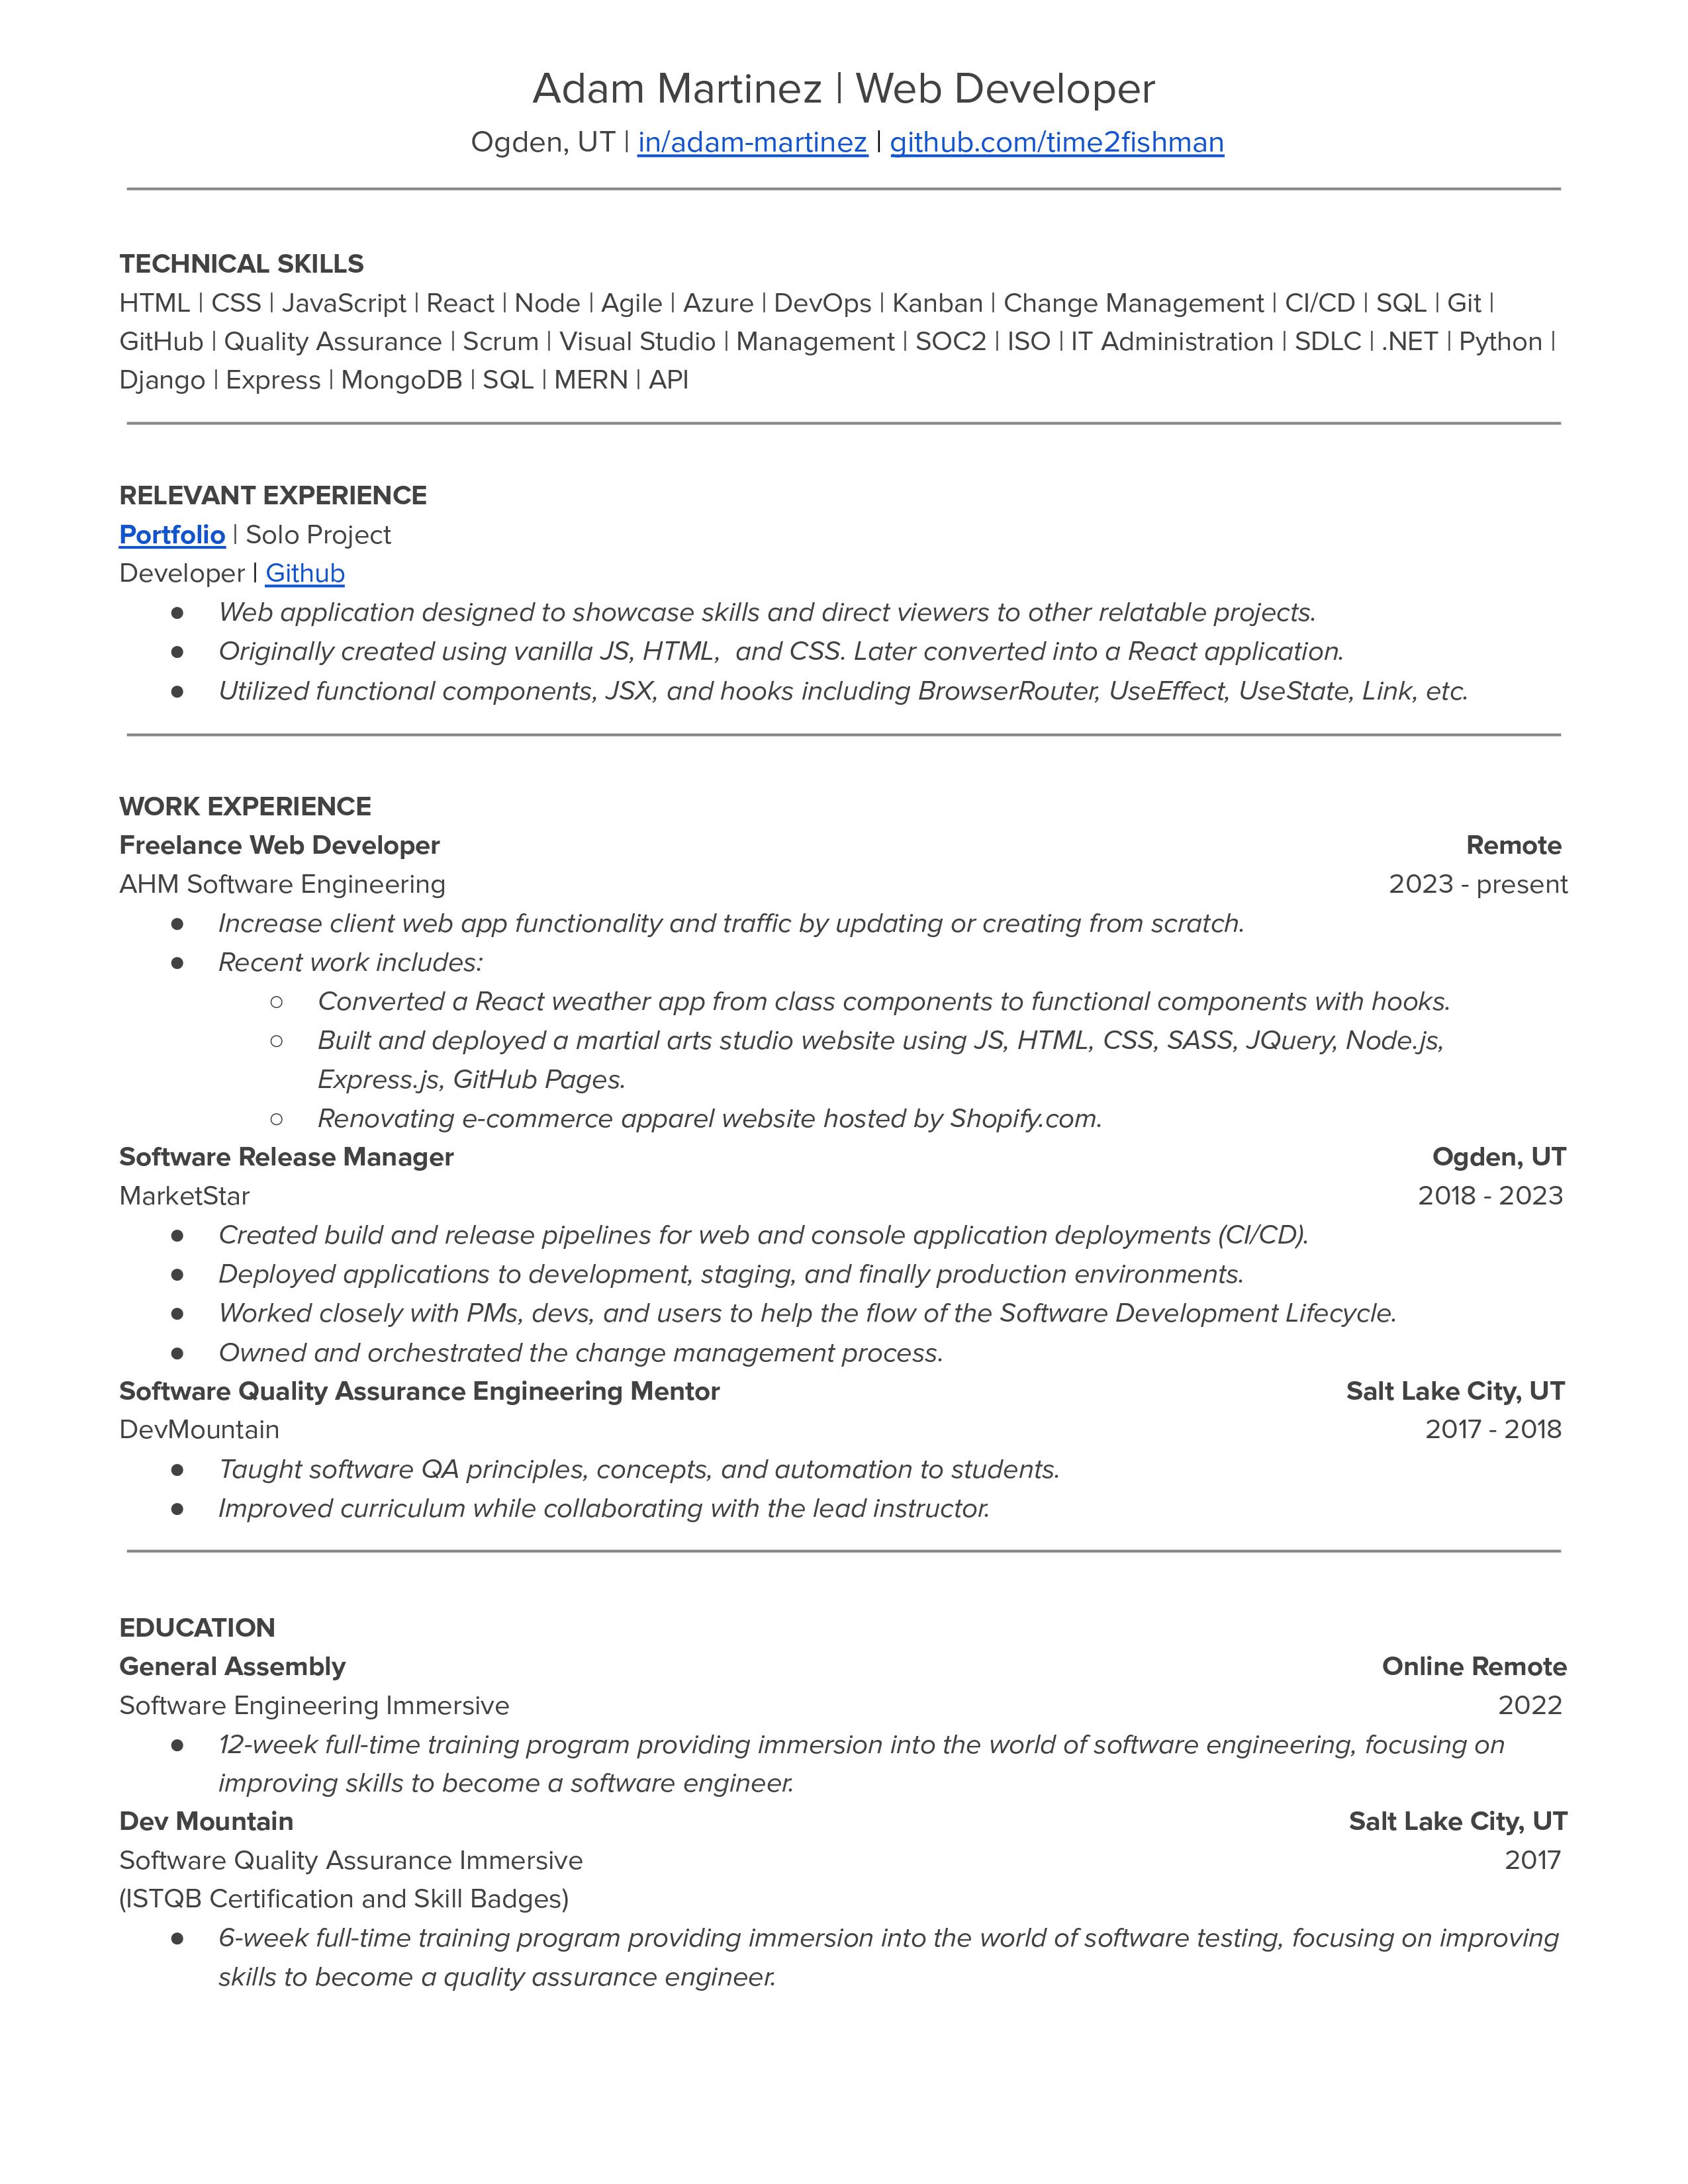 Adam Martinez | Web Developer
Ogden, UT | in/adam-martinez | github.com/time2fishman
TECHNICAL SKILLS
HTML | CSS | JavaScript | React | Node | Agile | Azure | DevOps | Kanban | Change Management | CI/CD | SQL | Git |
GitHub | Quality Assurance | Scrum | Visual Studio | Management | SOC2 | ISO | IT Administration | SDLC | .NET | Python |
Django | Express | MongoDB | SQL | MERN | API
RELEVANT EXPERIENCE
Portfolio | Solo Project
Developer | Github
● Web application designed to showcase skills and direct viewers to other relatable projects.
● Originally created using vanilla JS, HTML,  and CSS. Later converted into a React application.
● Utilized functional components, JSX, and hooks including BrowserRouter, UseEffect, UseState, Link, etc.
WORK EXPERIENCE
Freelance Web Developer Remote
AHM Software Engineering 2023 - present
● Increase client web app functionality and traffic by updating or creating from scratch.
● Recent work includes:
○ Converted a React weather app from class components to functional components with hooks.
○ Built and deployed a martial arts studio website using JS, HTML, CSS, SASS, JQuery, Node.js,
Express.js, GitHub Pages.
○ Renovating e-commerce apparel website hosted by Shopify.com.
Software Release Manager Ogden, UT
MarketStar 2018 - 2023
● Created build and release pipelines for web and console application deployments (CI/CD).
● Deployed applications to development, staging, and finally production environments.
● Worked closely with PMs, devs, and users to help the flow of the Software Development Lifecycle.
● Owned and orchestrated the change management process.
Software Quality Assurance Engineering Mentor Salt Lake City, UT
DevMountain 2017 - 2018
● Taught software QA principles, concepts, and automation to students.
● Improved curriculum while collaborating with the lead instructor.
EDUCATION
General Assembly Online Remote
Software Engineering Immersive 2022
● 12-week full-time training program providing immersion into the world of software engineering, focusing on
improving skills to become a software engineer.
Dev Mountain Salt Lake City, UT
Software Quality Assurance Immersive 2017
(ISTQB Certification and Skill Badges)
● 6-week full-time training program providing immersion into the world of software testing, focusing on improving
skills to become a quality assurance engineer.